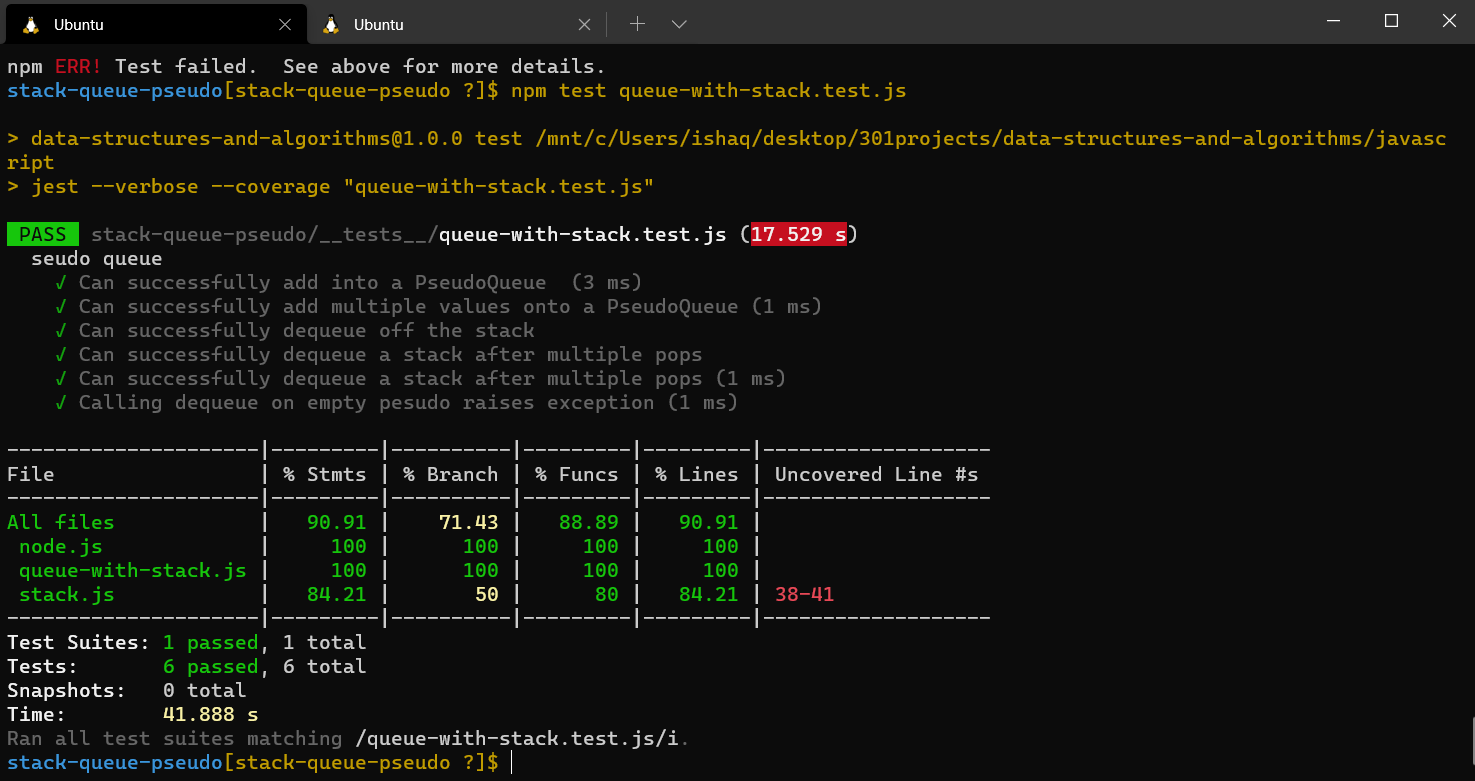 Ubuntu
Ubuntu
npm ERR! Test failed.  See above for more details.
stack-queue-pseudo[stack-queue-pseudo ?]$ npm test queue-with-stack.test.js
> data-structures-and-algorithms@1.0.0 test /mnt/c/Users/ishaq/desktop/301projects/data-structures-and-algorithms/javasc
ript
> jest --verbose --coverage "queue-with-stack.test.js"
PASS stack-queue-pseudo/__tests__/queue-with-stack.test.js (17.529 s)
seudo queue
√ Can successfully add into a PseudoQueue  (3 ms)
√ Can successfully add multiple values onto a PseudoQueue (1 ms)
√ Can successfully dequeue off the stack
√ Can successfully dequeue a stack after multiple pops
√ Can successfully dequeue a stack after multiple pops (1 ms)
√ Calling dequeue on empty pesudo raises exception (1 ms)
---------------------|---------|----------|---------|---------|-------------------
File                 | % Stmts | % Branch | % Funcs | % Lines | Uncovered Line #s
---------------------|---------|----------|---------|---------|-------------------
All files            |   90.91 |    71.43 |   88.89 |   90.91 |
 node.js             |     100 |      100 |     100 |     100 |
 queue-with-stack.js |     100 |      100 |     100 |     100 |
 stack.js            |   84.21 |       50 |      80 |   84.21 | 38-41
---------------------|---------|----------|---------|---------|-------------------
Test Suites: 1 passed, 1 total
Tests:       6 passed, 6 total
Snapshots:   0 total
Time:        41.888 s
Ran all test suites matching /queue-with-stack.test.js/i.
stack-queue-pseudo[stack-queue-pseudo ?]$